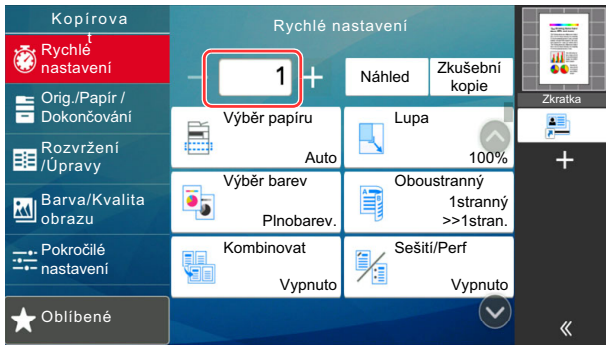 Kopírovat
Rychlé
nastavení
Orig./Papír /
Dokončování
Rozvržení
/Úpravy
Barva/Kvalita
obrazu
Pokročilé
nastavení
Oblíbené
Rychlé nastavení
− 1 +
Náhled
Zkušební
kopie
Výběr papíru
Auto
Lupa
100%
Výběr barev
Plnobarev.
Oboustranný
1stranný
>>1stran.
Kombinovat
Vypnuto
Sešití/Perf
Vypnuto
Zkratka
+